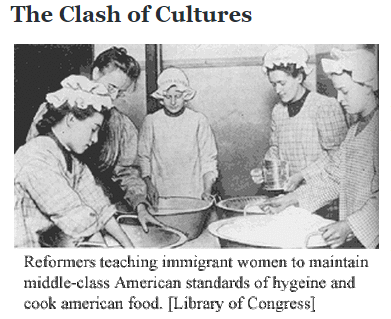 The Clash of Cultures
Reformers teaching immigrant women to maintain
middle-class American standards of hygeine and
cook american food. [Library of Congress]